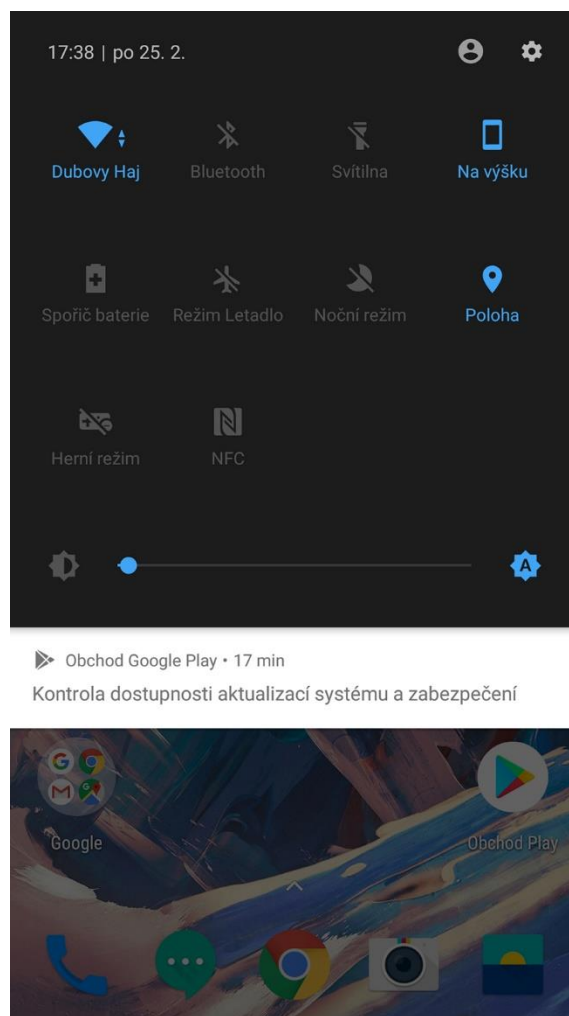 17:38 | po 25. 2.
Dubovy Haj
Bluetooth
Svítilna
Na výšku
Spořič baterie
Režim Letadlo
Noční režim
Poloha
Herní režim
NFC
A
Obchod Google Play • 17 min
Kontrola dostupnosti aktualizací systému a zabezpečení
Google
Obchod Play